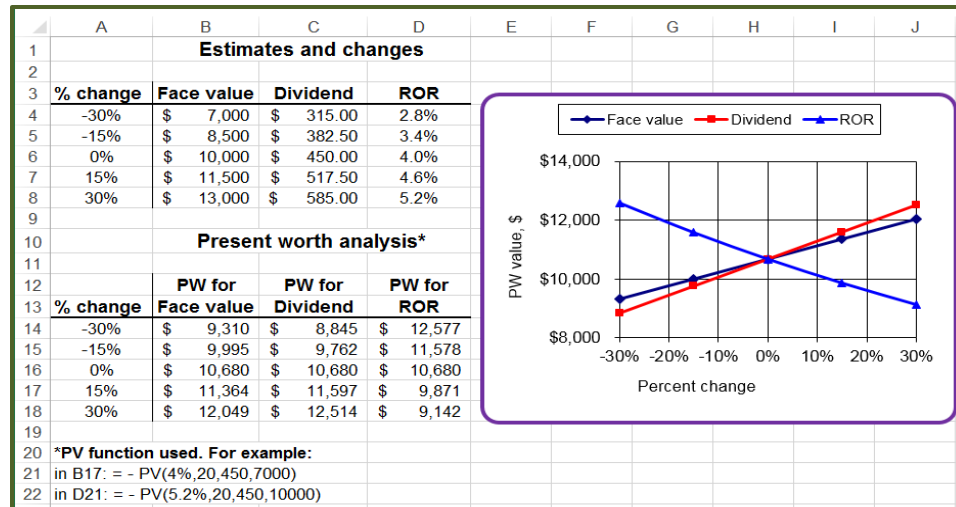 A B C D E F G H I J
1 Estimates and changes
2
3 % change Face value Dividend ROR
4 -30% $ 7,000 $ 315.00 2.8%
5 -15% $ 8,500 $ 382.50 3.4%
6 0% $ 10,000 $ 450.00 4.0%
7 15% $ 11,500 $ 517.50 4.6%
8 30% $ 13,000 $ 585.00 5.2%
9
10 Present worth analysis*
11
12 PW for PW for PW for
13 % change Face value Dividend ROR
14 -30% $ 9,310 $ 8,845 $ 12,577
15 -15% $ 9,995 $ 9,762 $ 11,578
16 0% $ 10,680 $ 10,680 $ 10,680
17 15% $ 11,364 $ 11,597 $ 9,871
18 30% $ 12,049 $ 12,514 $ 9,142
19
20 *PV function used. For example:
21 in B17: = - PV(4%,20,450,7000)
22 in D21: = - PV(5.2%,20,450,10000)
Face value Dividend ROR
$14,000
$12,000
$10,000
$8,000
PW value, $
-30% -20% -10% 0% 10% 20% 30%
Percent change